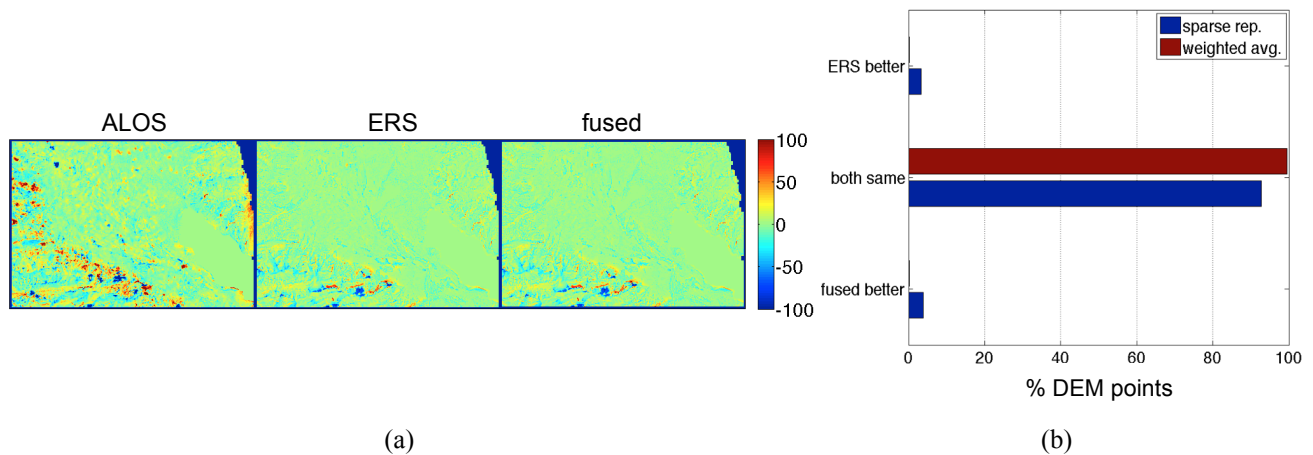 ALOS
ERS
fused
100
50
0
-50
-100
(a)
sparse rep.
weighted avg.
ERS better
both same
fused better
0 20 40 60 80 100
% DEM points
(b)